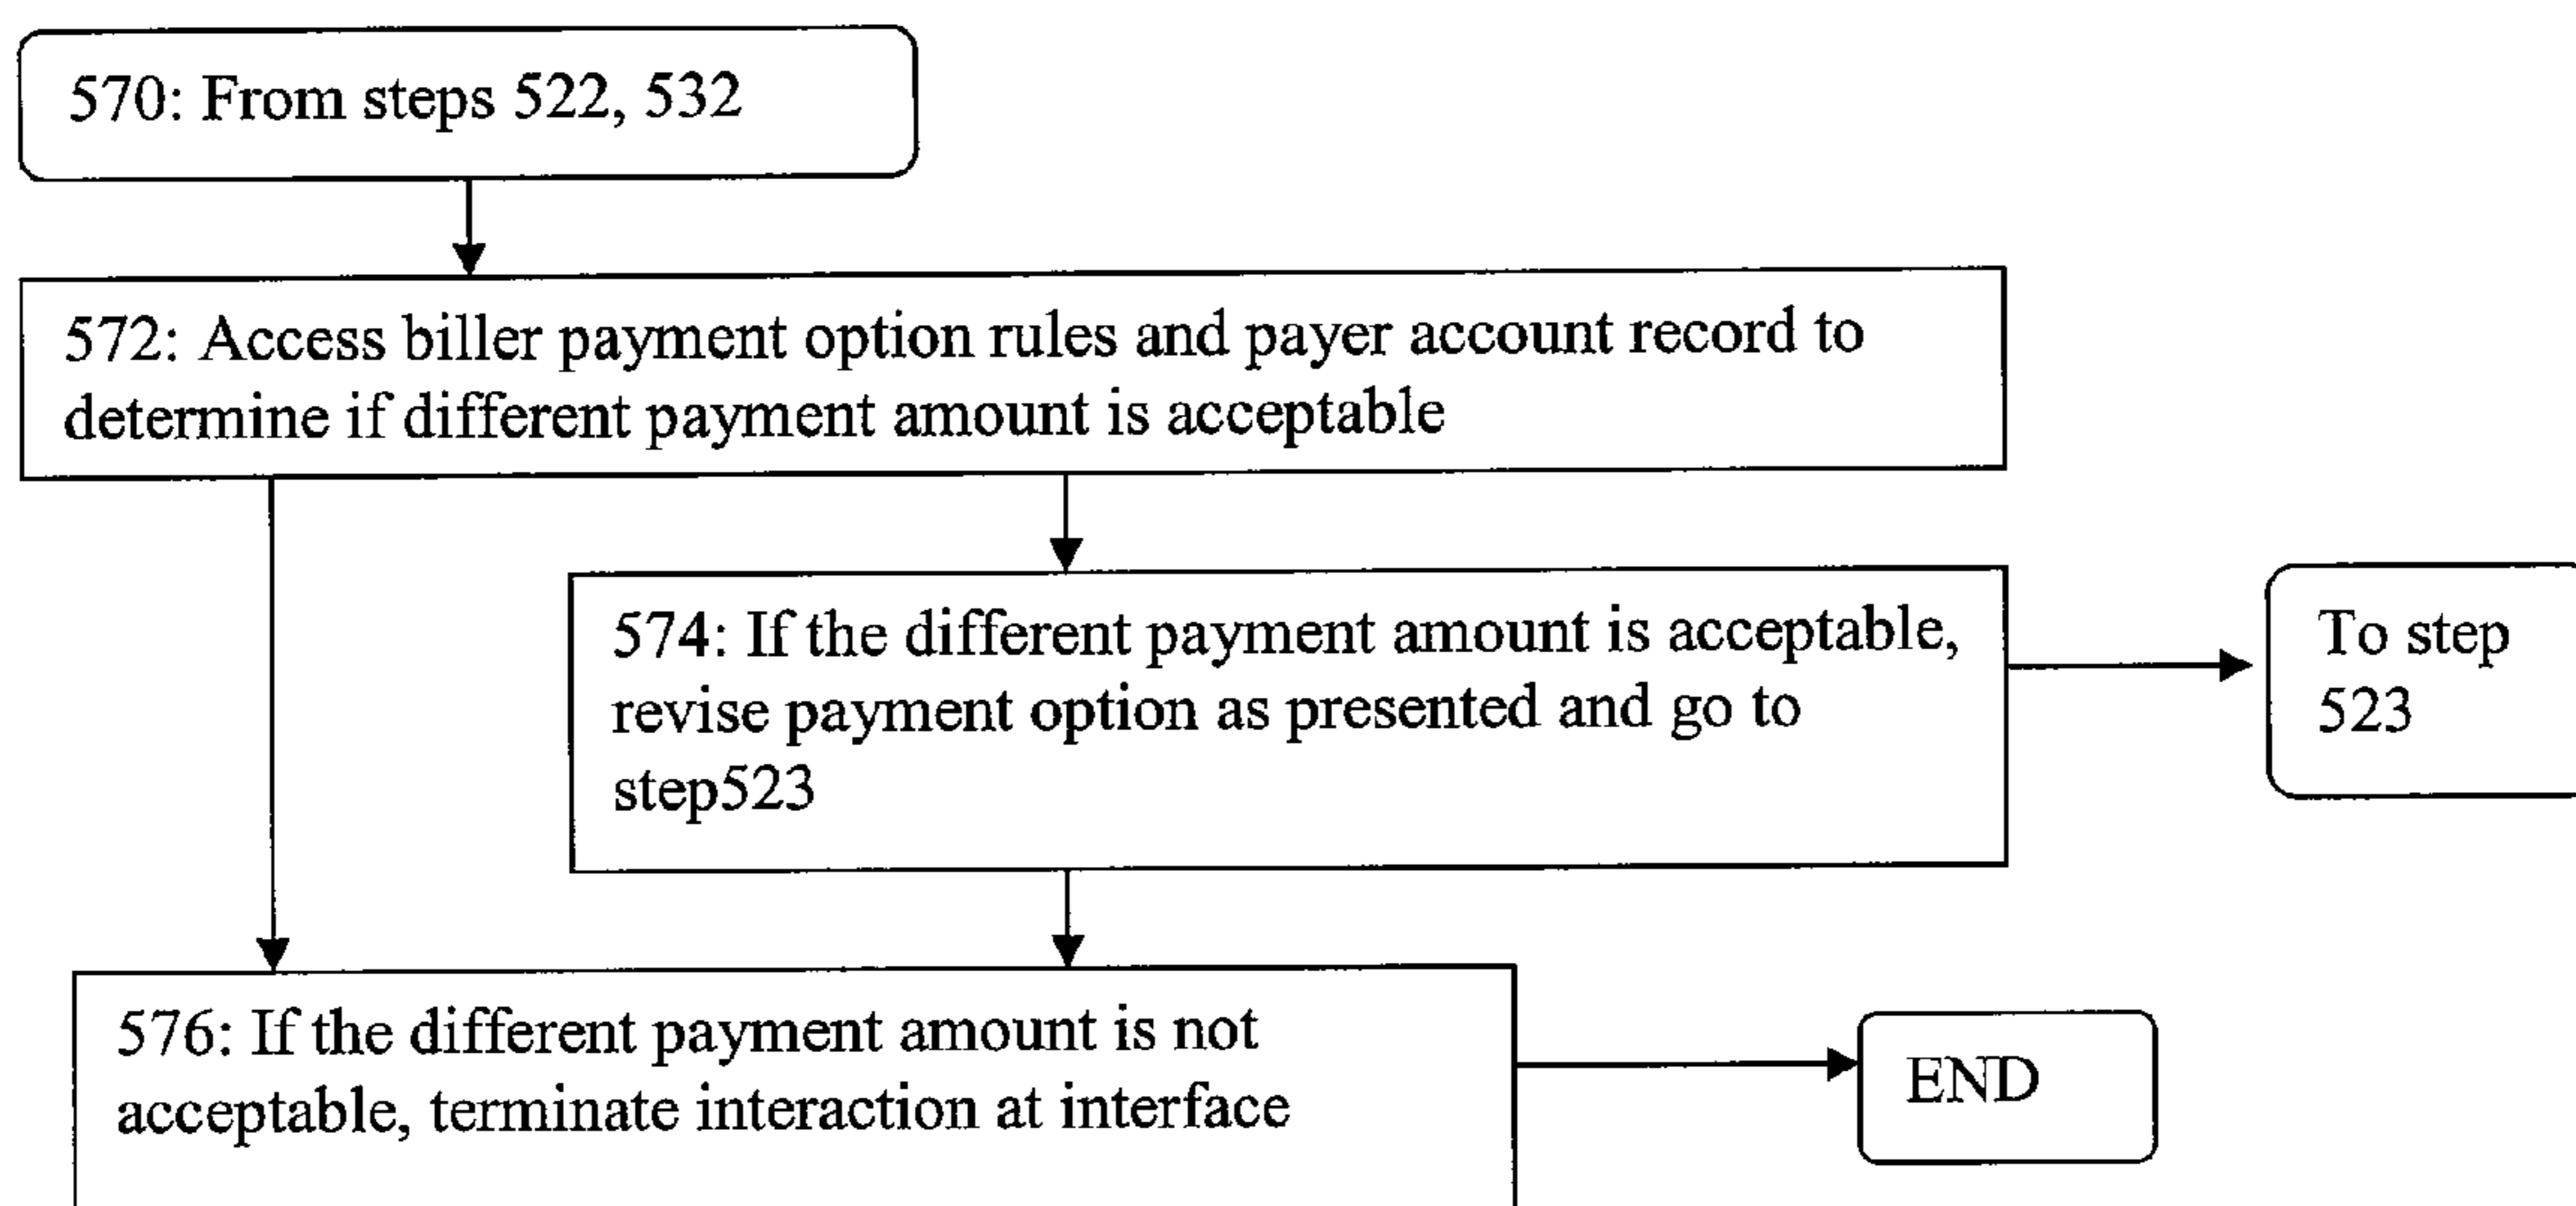 570: From steps 522, 532
572: Access biller payment option rules and payer account record to
determine if different payment amount is acceptable
574: If the different payment amount is acceptable,
revise payment option as presented and go to
step523
To step
523
576: If the different payment amount is not
acceptable, terminate interaction at interface
END